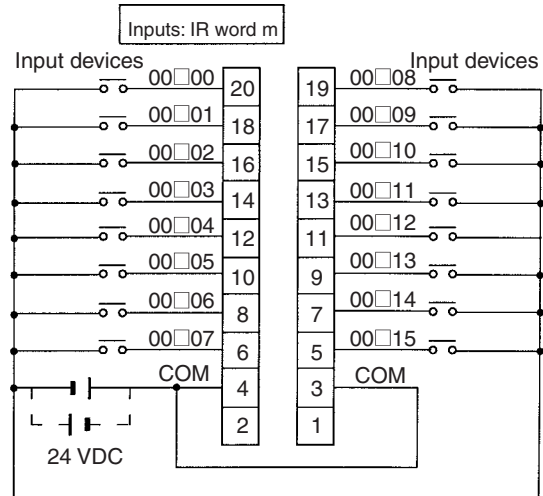 Inputs: IR word m
Input devices Input devices
00□00 20 19 00□08
00□01 18 17 00□09
00□02 16 15 00□10
00□03 14 13 00□11
00□04 12 11 00□12
00□05 10 9 00□13
00□06 8 7 00□14
00□07 6 5 00□15
COM 4 3 COM
2 1
24 VDC